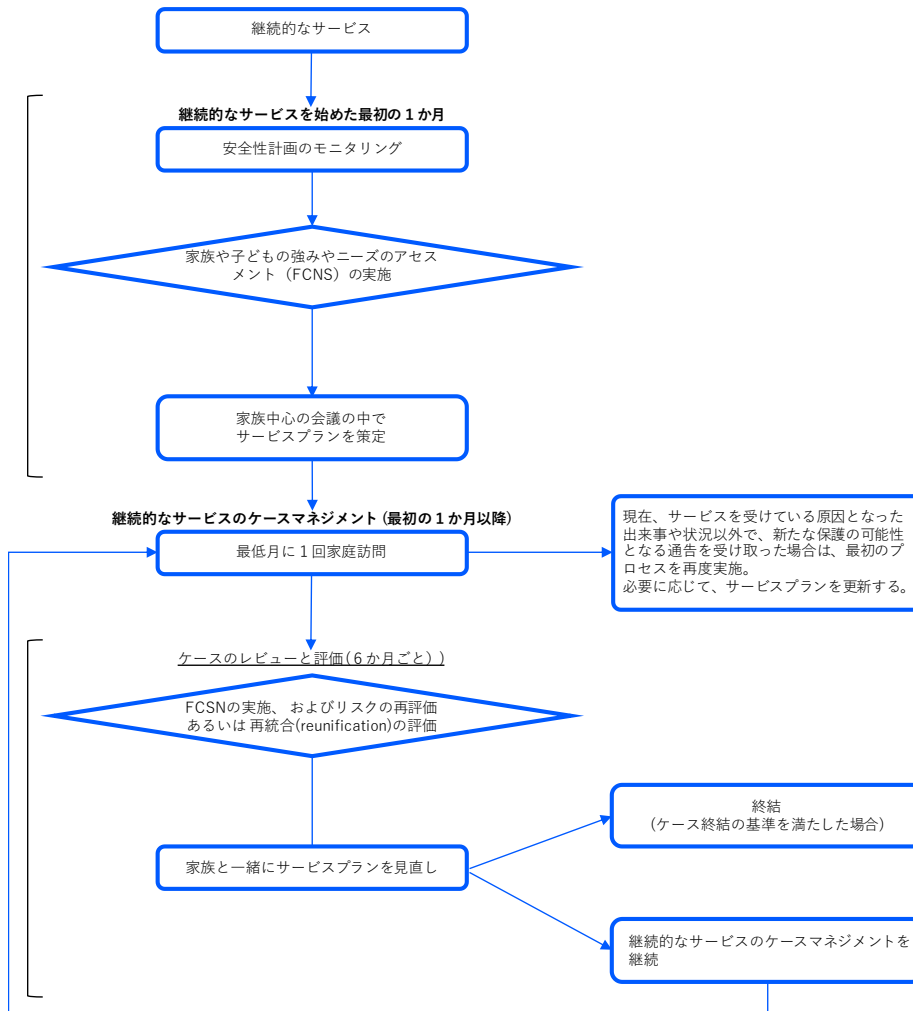 継続的なサービス
継続的なサービスを始めた最初の1か月
安全性計画のモニタリング
家族や子どもの強みやニーズのアセス
メント（FCNS）の実施
家族中心の会議の中で
サービスプランを策定
継続的なサービスのケースマネジメント(最初の1か月以降)
最低月に1回家庭訪問
現在、サービスを受けている原因となった
出来事や状況以外で、新たな保護の可能性
となる通告を受け取った場合は、最初のプ
ロセスを再度実施。
必要に応じて、サービスプランを更新する。
ケースのレビューと評価(6か月ごと））
FCSNの実施、および リスクの再評価
あるいは 再統合(reunification)の評価
家族と一緒にサービスプランを見直し
終結
(ケース終結の基準を満たした場合)
継続的なサービスのケースマネジメントを
継続